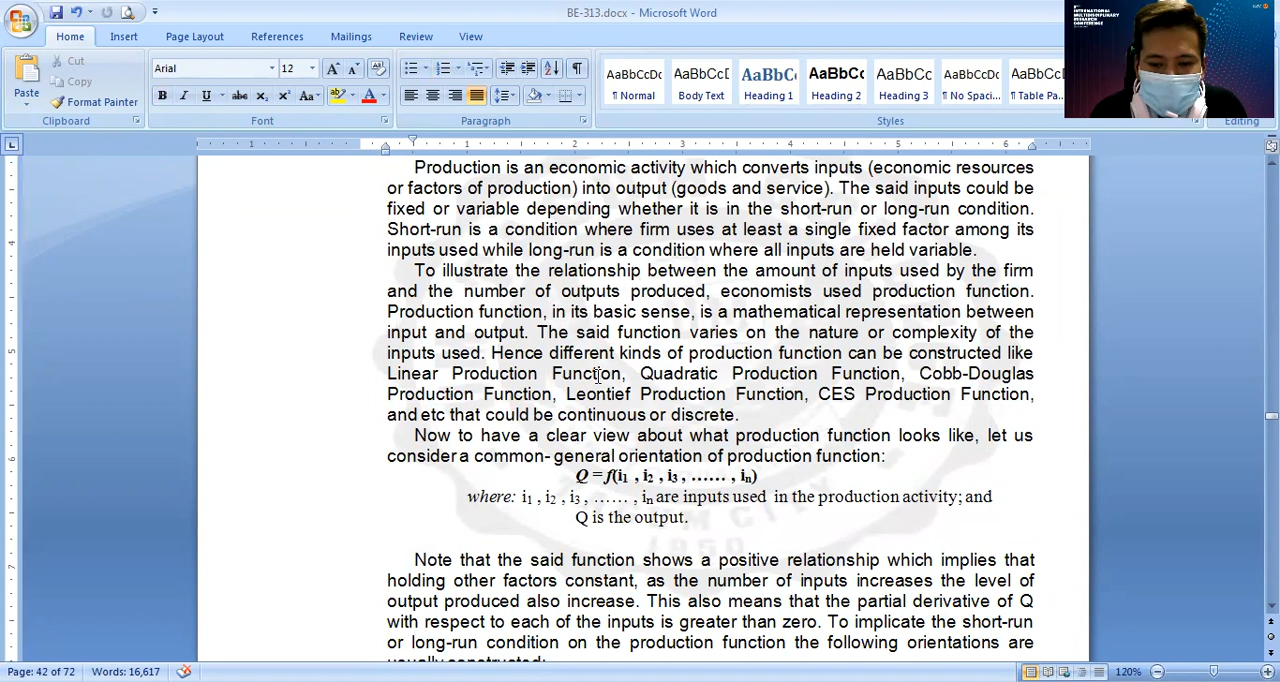 BE-313.docx - Microsoft Word
Home Insert Page Layout References Mailings Review View
Paste
Cut
Copy
Format Painter
Clipboard
Arial 12
Font
Paragraph
AaBbCcDc AaBbCcD AaBbC AaBbCc AaBbCcD AaBbCcDc AaBbCcD
¶ Normal Body Text Heading 1 Heading 2 Heading 3 ¶ No Spaci... ¶ Table Pa...
Styles
Editing
INTERNATIONAL
MULTIDISCIPLINARY
RESEARCH
CONFERENCE
Production is an economic activity which converts inputs (economic resources
or factors of production) into output (goods and service). The said inputs could be
fixed or variable depending whether it is in the short-run or long-run condition.
Short-run is a condition where firm uses at least a single fixed factor among its
inputs used while long-run is a condition where all inputs are held variable.
To illustrate the relationship between the amount of inputs used by the firm
and the number of outputs produced, economists used production function.
Production function, in its basic sense, is a mathematical representation between
input and output. The said function varies on the nature or complexity of the
inputs used. Hence different kinds of production function can be constructed like
Linear Production Function, Quadratic Production Function, Cobb-Douglas
Production Function, Leontief Production Function, CES Production Function,
and etc that could be continuous or discrete.
Now to have a clear view about what production function looks like, let us
consider a common- general orientation of production function:
Q = f(i1 , i2 , i3 , …… , in)
where: i1 , i2 , i3 , …… , in are inputs used in the production activity; and
Q is the output.
Note that the said function shows a positive relationship which implies that
holding other factors constant, as the number of inputs increases the level of
output produced also increase. This also means that the partial derivative of Q
with respect to each of the inputs is greater than zero. To implicate the short-run
or long-run condition on the production function the following orientations are
usually constructed:
Page: 42 of 72 Words: 16,617 120%